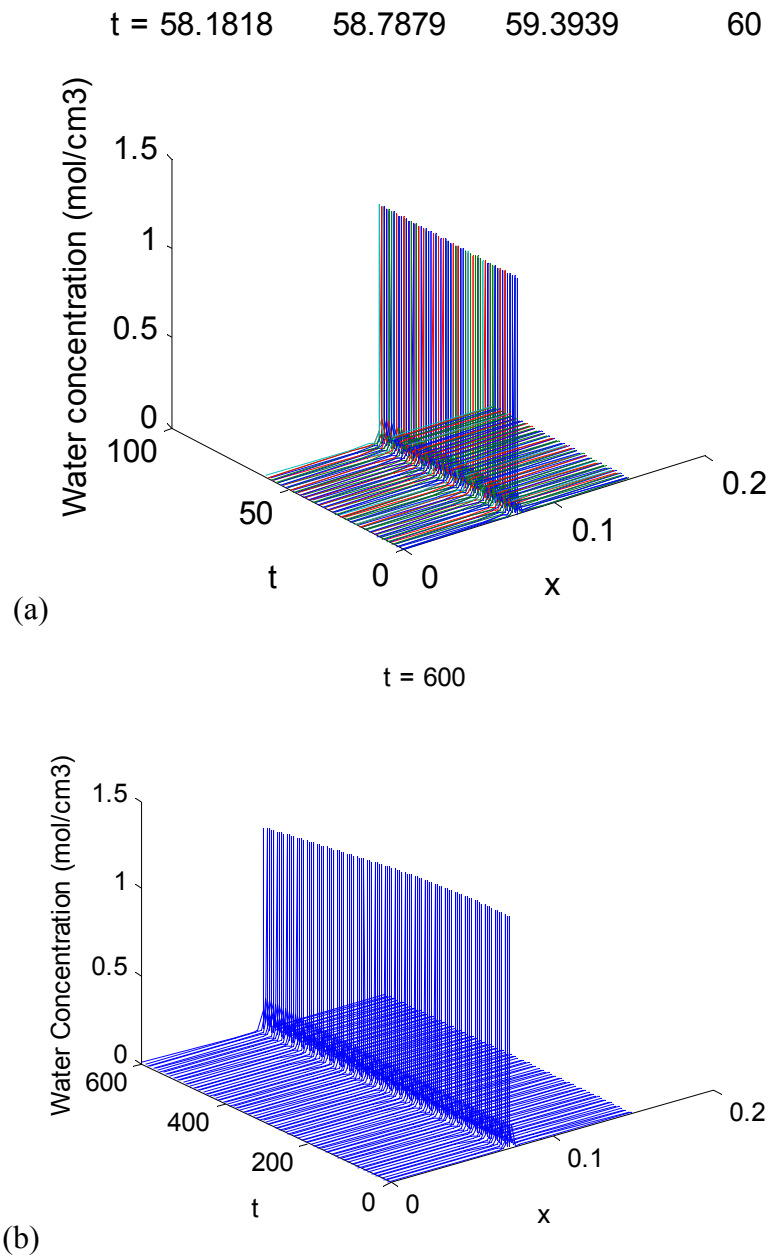 t = 58.1818 58.7879 59.3939 60
Water concentration (mol/cm3)
1.5
1
0.5
0
100
50
0
t
0
0.1
0.2
x
(a)
t = 600
Water Concentration (mol/cm3)
1.5
1
0.5
0
600
400
200
0
t
0
0.1
0.2
x
(b)